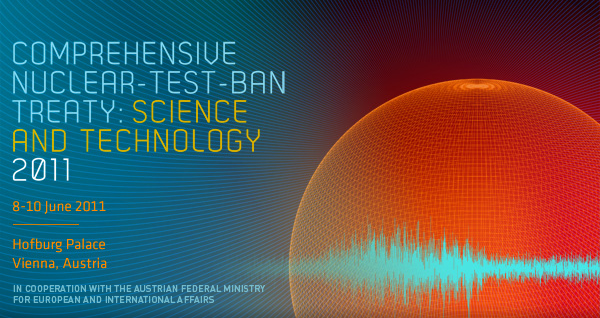 COMPREHENSIVE
NUCLEAR-TEST-BAN
TREATY: SCIENCE
AND TECHNOLOGY
2011
8-10 June 2011
Hofburg Palace
Vienna, Austria
IN COOPERATION WITH THE AUSTRIAN FEDERAL MINISTRY
FOR EUROPEAN AND INTERNATIONAL AFFAIRS